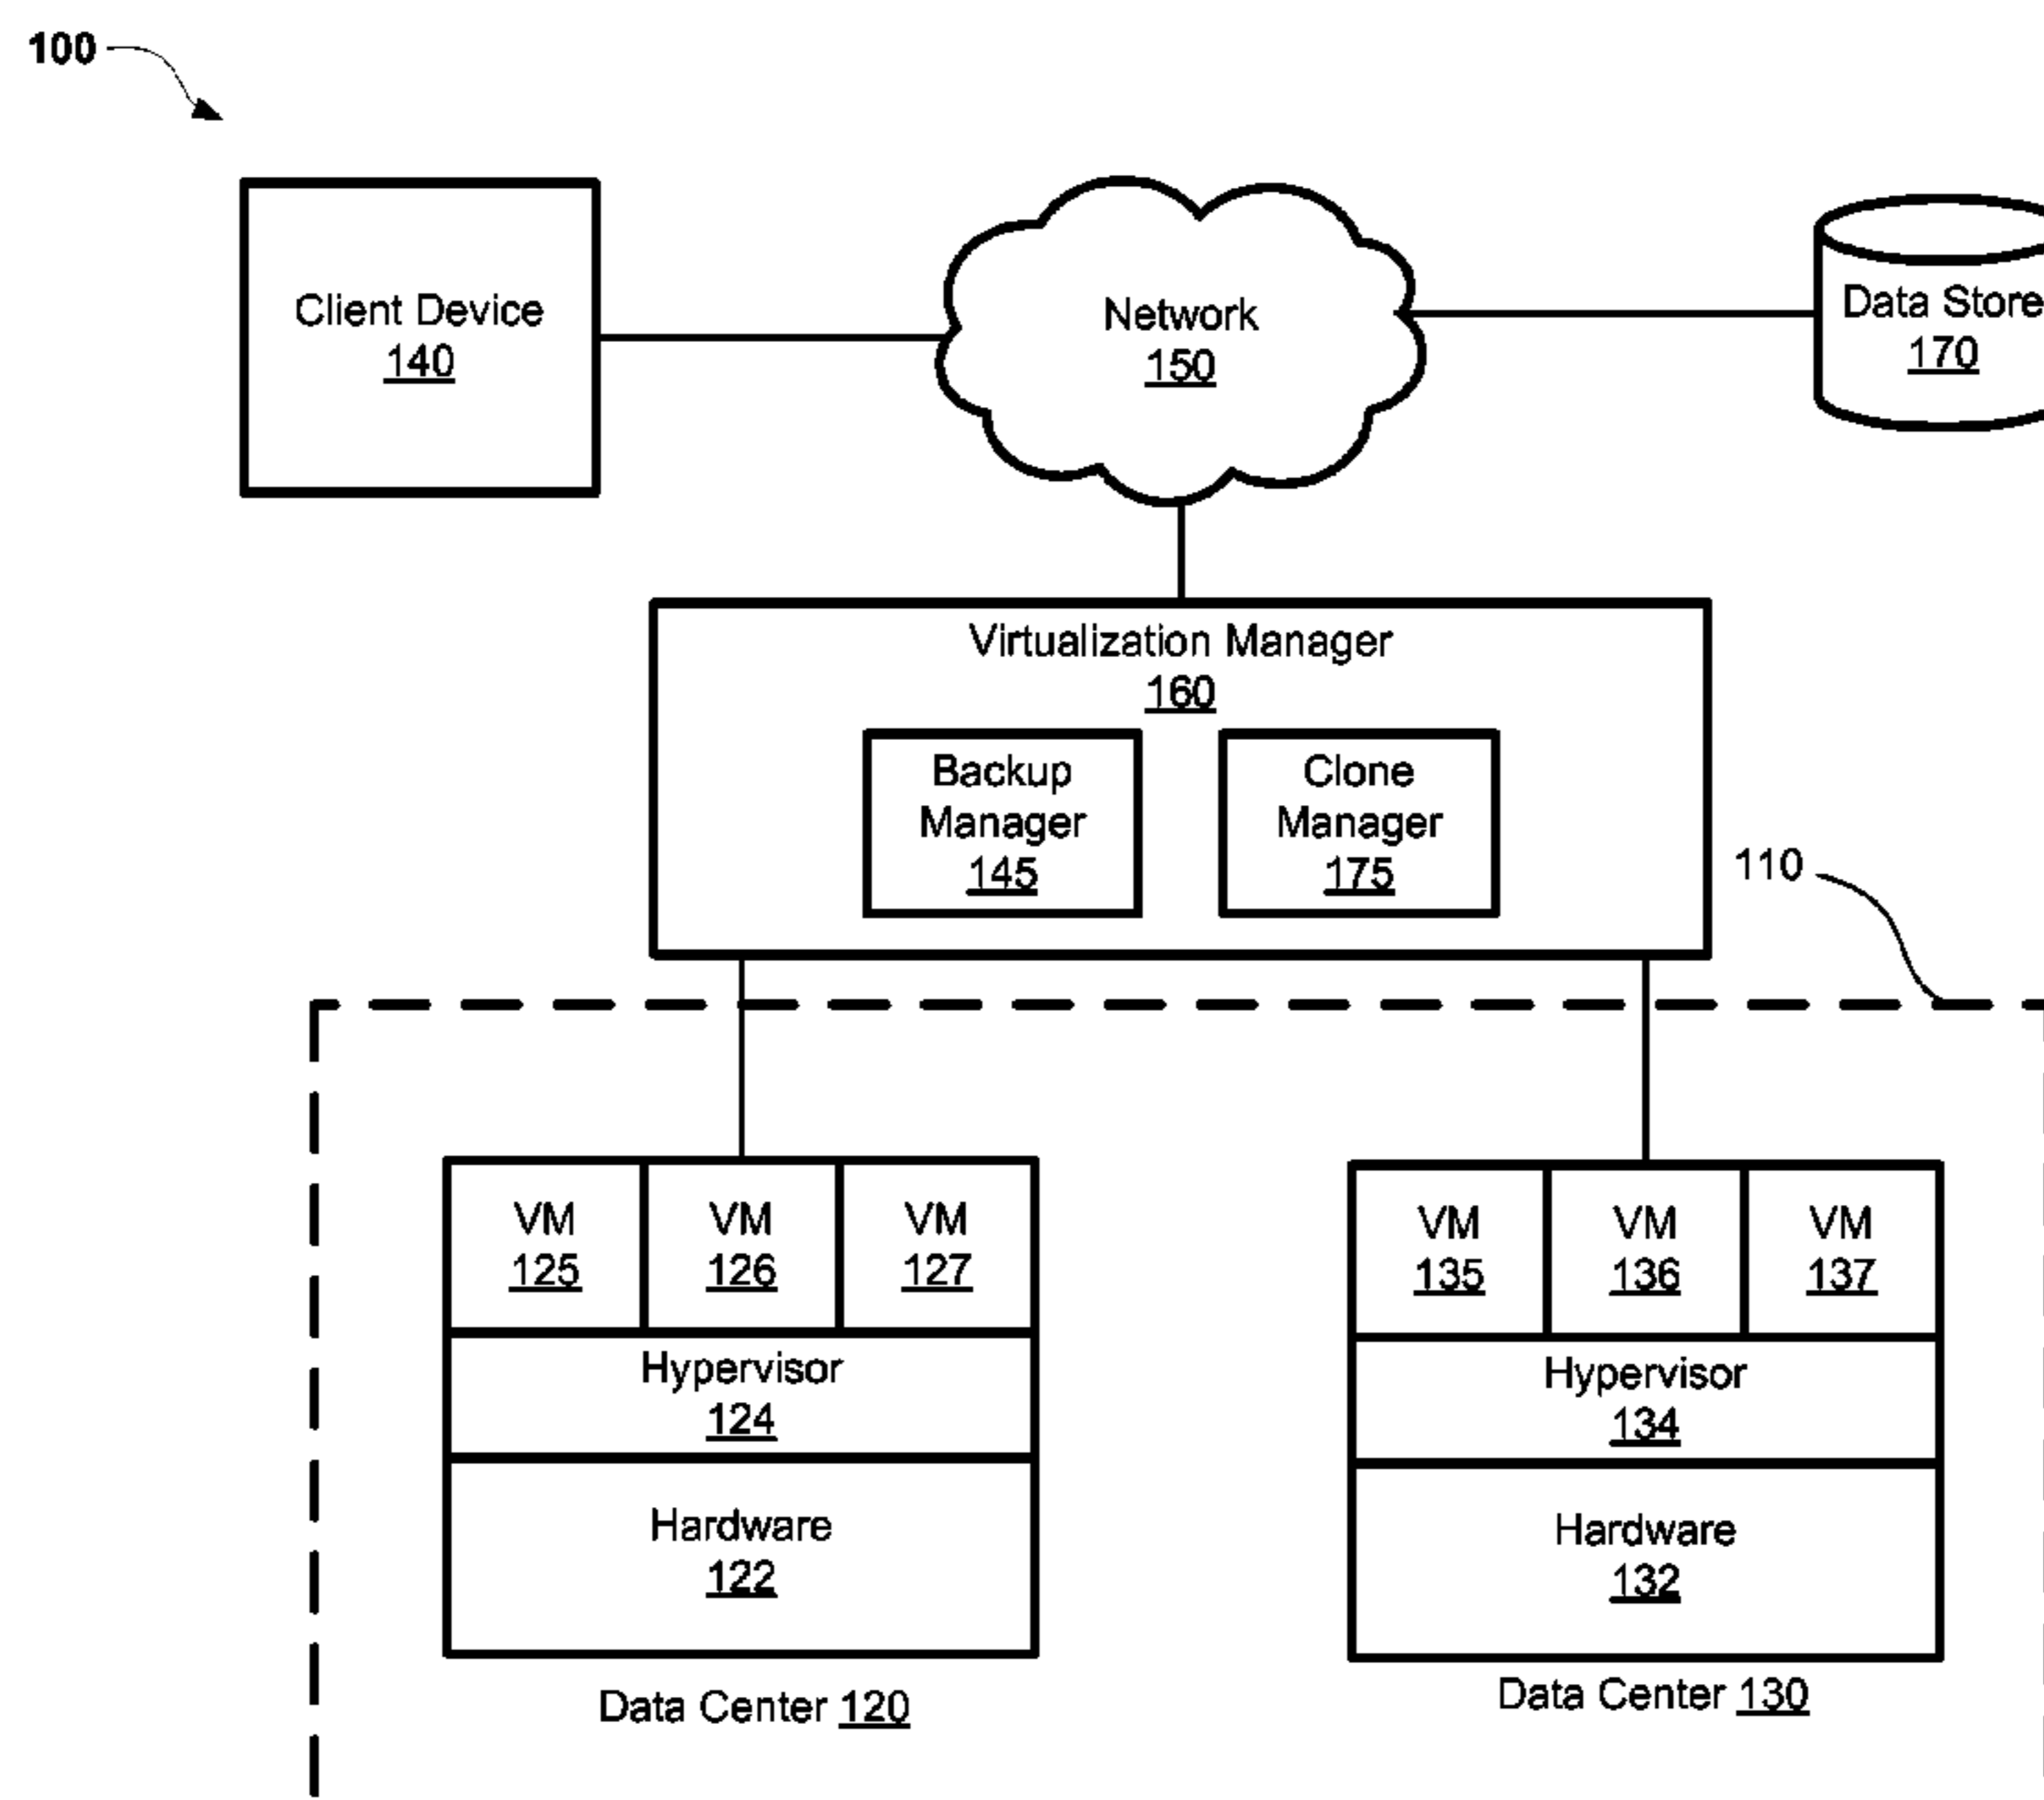 100
Client Device
140
Network
150
Data Store
170
Virtualization Manager
160
Backup
Manager
145
Clone
Manager
175
110
VM
125
VM
126
VM
127
Hypervisor
124
Hardware
122
Data Center 120
VM
135
VM
136
VM
137
Hypervisor
134
Hardware
132
Data Center 130